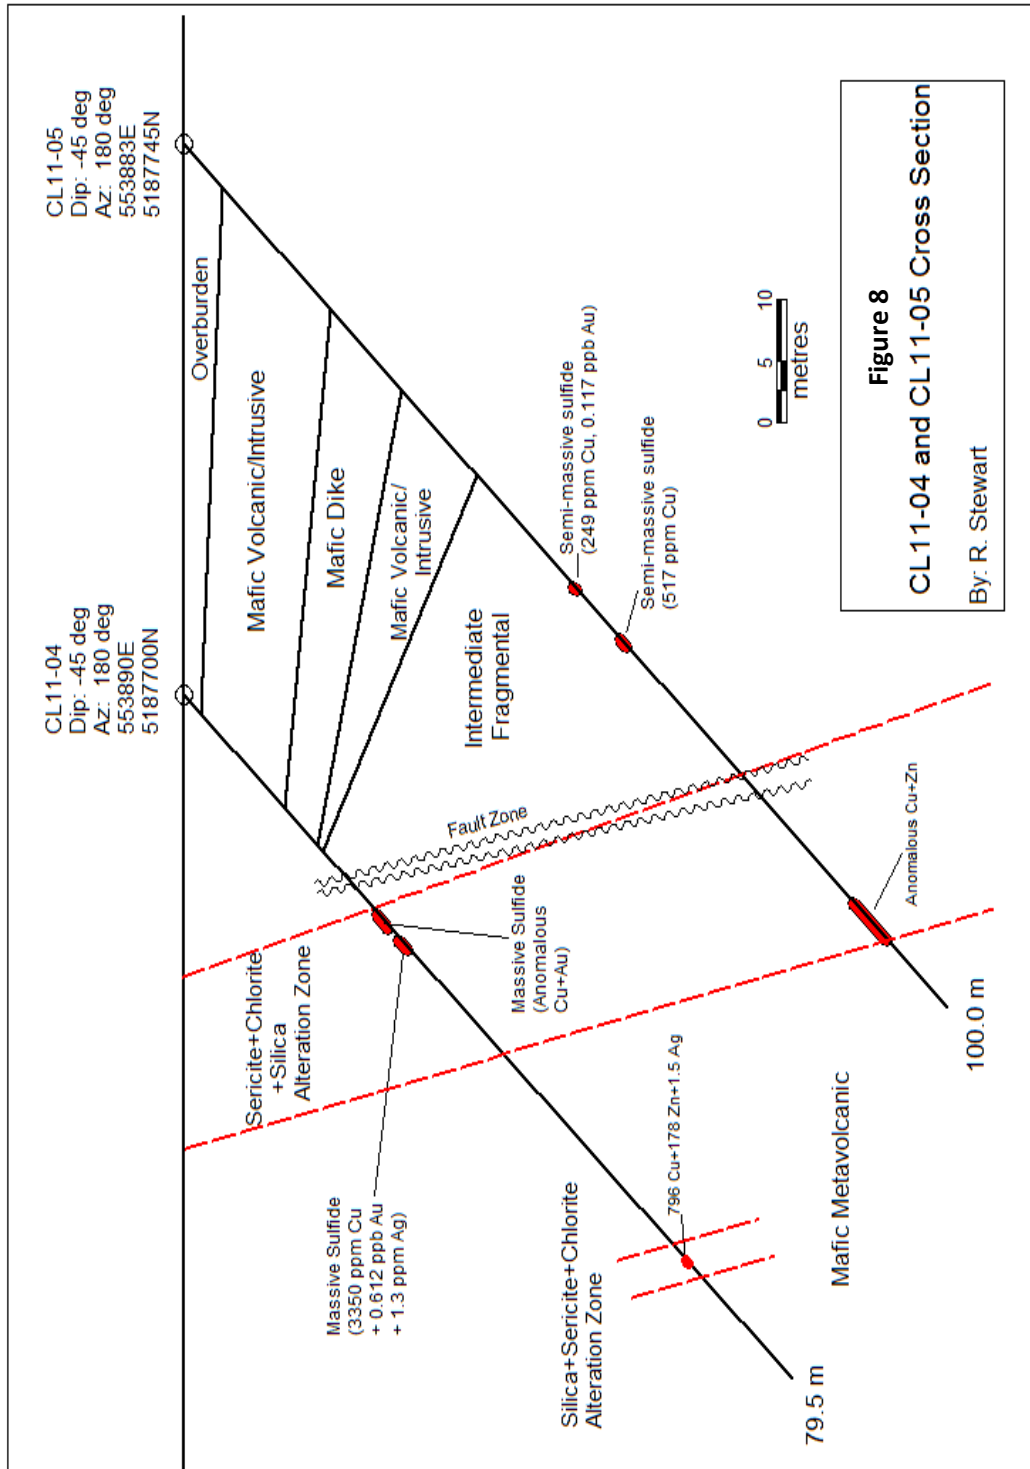 CL11-04
Dip: -45 deg
Az: 180 deg
553890E
5187700N
CL11-05
Dip: -45 deg
Az: 180 deg
553883E
5187745N
Overburden
Mafic Volcanic/Intrusive
Mafic Dike
Mafic Volcanic/
Intrusive
Intermediate
Fragmental
Fault Zone
Sericite+Chlorite
+Silica
Alteration Zone
Massive Sulfide
(Anomalous
Cu+Au)
Massive Sulfide
(3350 ppm Cu
+ 0.612 ppb Au
+ 1.3 ppm Ag)
Semi-massive sulfide
(249 ppm Cu, 0.117 ppb Au)
Semi-massive sulfide
(517 ppm Cu)
Silica+Sericite+Chlorite
Alteration Zone
796 Cu+178 Zn+1.5 Ag
Anomalous Cu+Zn
Mafic Metavolcanic
79.5 m
100.0 m
0 5 10
metres
Figure 8
CL11-04 and CL11-05 Cross Section
By: R. Stewart